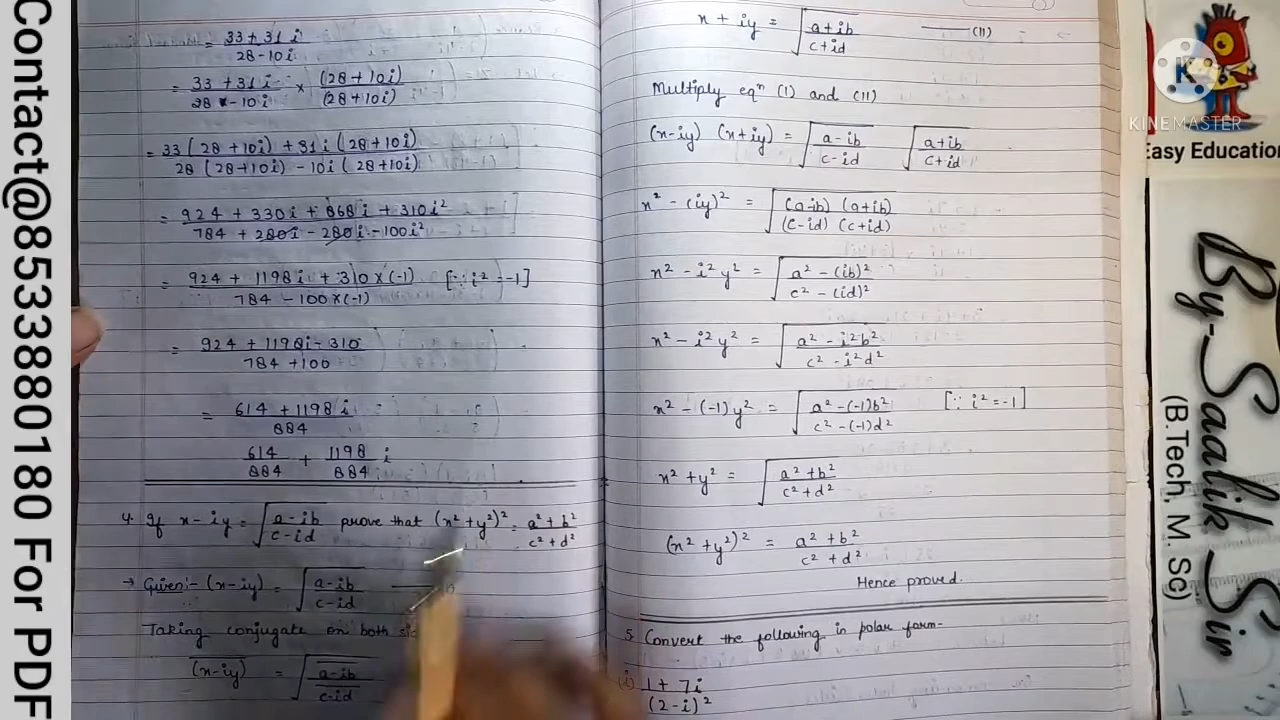 = 33 + 31 i / 28 - 10i
= 33 + 31 i / 28 - 10 i × (28 + 10i) / (28 + 10i)
= 33 (28 + 10i) + 31 i (28 + 10i) / 28 (28 + 10i) - 10i (28 + 10i)
= 924 + 330i + 868 i + 310i² / 784 + 280i - 280i - 100i²
= 924 + 1198 i + 310 × (-1) / 784 - 100 × (-1) [∵ i² = -1]
= 924 + 1198i - 310 / 784 + 100
= 614 + 1198 i / 884
614 / 884 + 1198 / 884 i
4. If x - iy = √(a - ib / c - id) prove that (x² + y²)² = a² + b² / c² + d²
→ Given:- (x - iy) = √(a - ib / c - id)
Taking conjugate on both
(x - iy)‾ = √(a - ib‾ / c - id‾)
x + iy = √(a + ib / c + id) —— (II)
Multiply eqⁿ (I) and (II)
(x - iy) (x + iy) = √(a - ib / c - id) √(a + ib / c + id)
x² - (iy)² = √((a - ib) (a + ib) / (c - id) (c + id))
x² - i² y² = √(a² - (ib)² / c² - (id)²)
x² - i² y² = √(a² - i² b² / c² - i² d²)
x² - (-1) y² = √(a² - (-1) b² / c² - (-1) d²) [∵ i² = -1]
x² + y² = √(a² + b² / c² + d²)
(x² + y²)² = a² + b² / c² + d²
Hence proved.
5. Convert the following in polar form-
(i) 1 + 7i / (2 - i)²
Contact@8533880180 For PDF
K
KINEMASTER
Easy Education
By-Saalik Sir
(B.Tech, M. Sc)